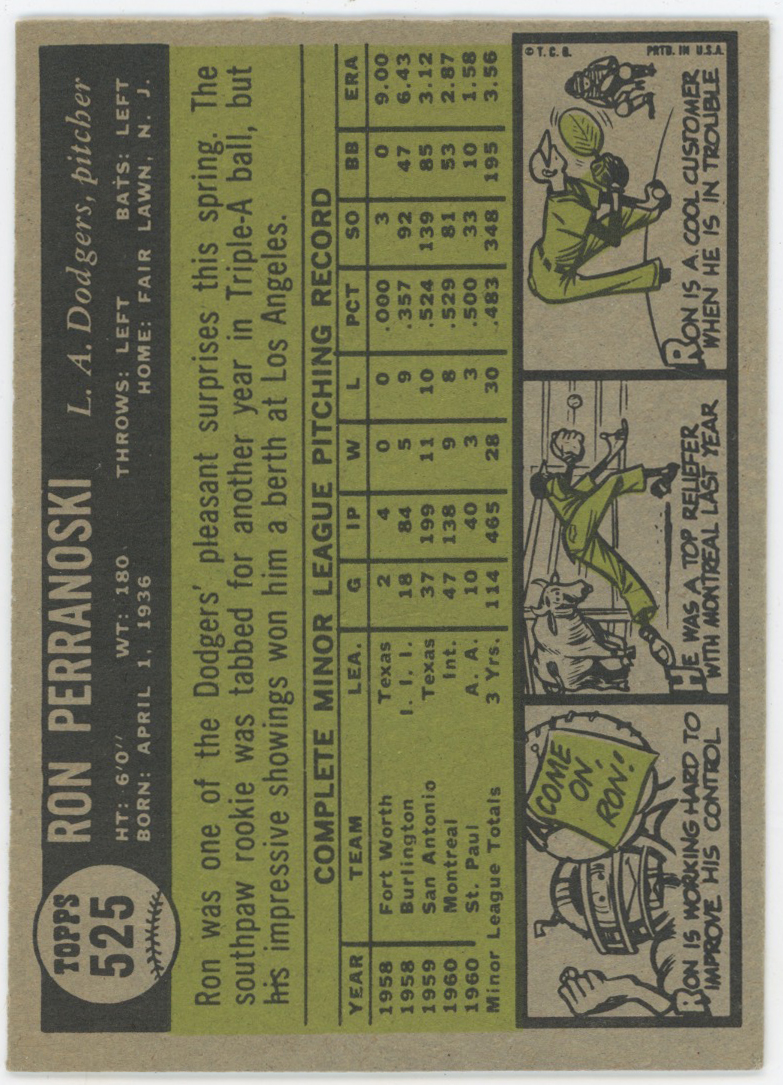 TOPPS
525
RON PERRANOSKI L. A. Dodgers, pitcher
HT: 6'0" WT: 180 THROWS: LEFT BATS: LEFT
BORN: APRIL 1, 1936 HOME: FAIR LAWN, N. J.
Ron was one of the Dodgers' pleasant surprises this spring. The
southpaw rookie was tabbed for another year in Triple-A ball, but
his impressive showings won him a berth at Los Angeles.
COMPLETE MINOR LEAGUE PITCHING RECORD
YEAR TEAM LEA. G IP W L PCT SO BB ERA
1958 Fort Worth Texas 2 4 0 0 .000 3 0 9.00
1958 Burlington I. I. I. 18 84 5 9 .357 92 47 6.43
1959 San Antonio Texas 37 199 11 10 .524 139 85 3.12
1960 Montreal Int. 47 138 9 8 .529 81 53 2.87
1960 St. Paul A. A. 10 40 3 3 .500 33 10 1.58
Minor League Totals 3 Yrs. 114 465 28 30 .483 348 195 3.56
COME
ON,
RON!
RON IS WORKING HARD TO
IMPROVE HIS CONTROL
HE WAS A TOP RELIEFER
WITH MONTREAL LAST YEAR
© T. C. G. PRTD. IN U.S.A.
RON IS A COOL CUSTOMER
WHEN HE IS IN TROUBLE